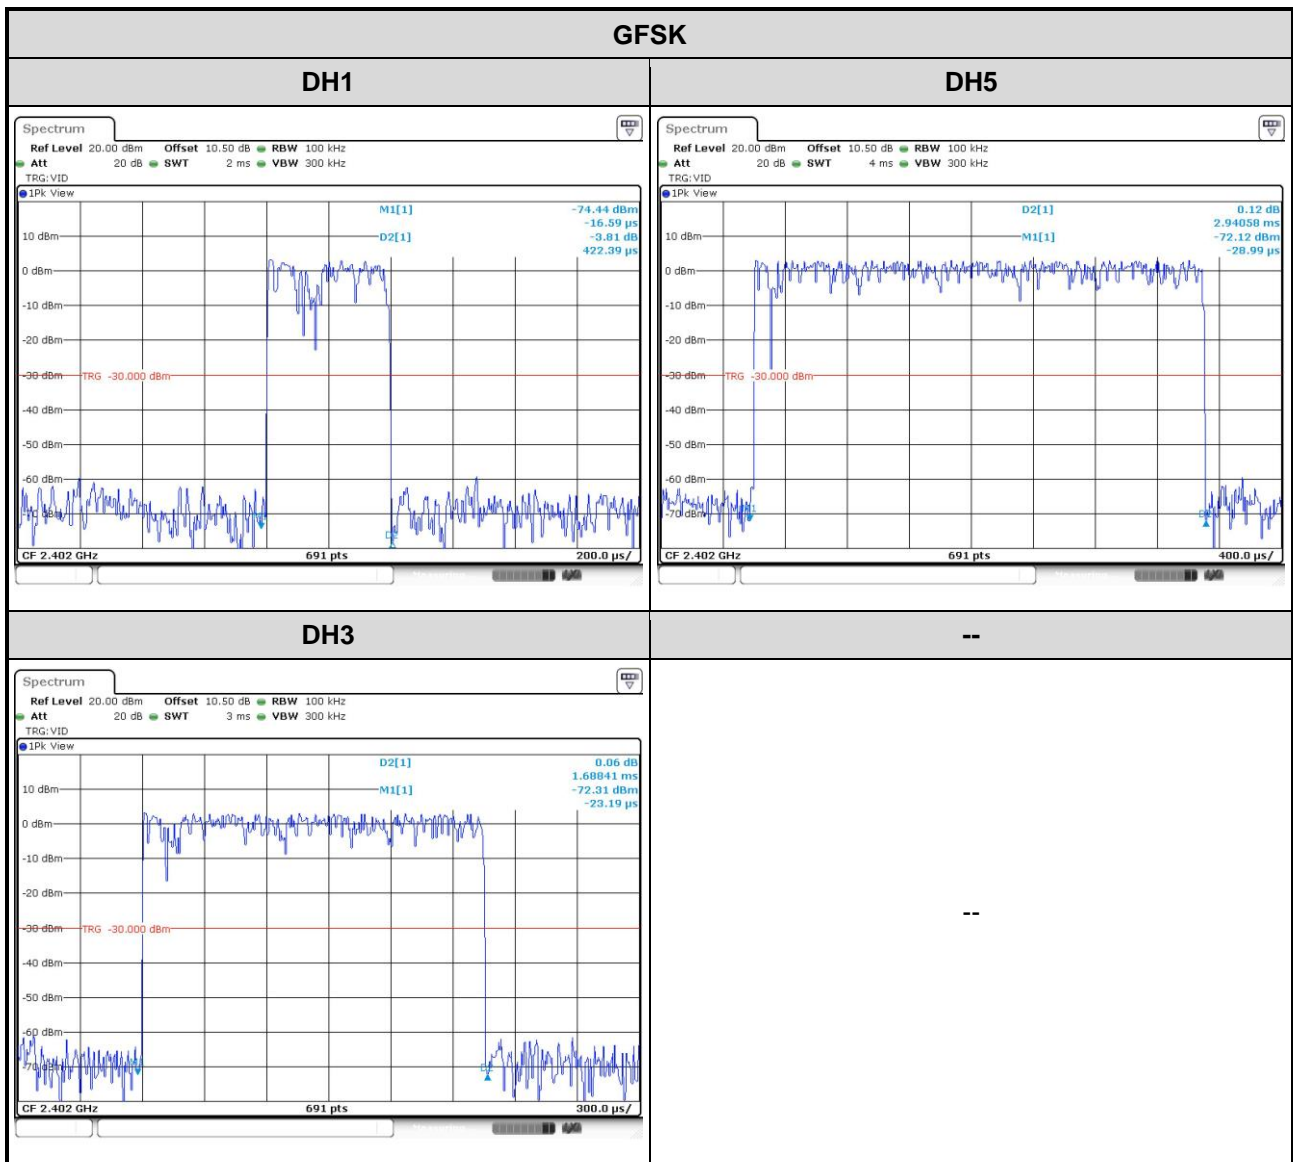 GFSK
DH1 DH5
Spectrum
Ref Level 20.00 dBm Offset 10.50 dB RBW 100 kHz
Att 20 dB SWT 2 ms VBW 300 kHz
TRG: VID
1Pk View
M1[1] -74.44 dBm
-16.59 µs
10 dBm D2[1] -3.81 dB
422.39 µs
0 dBm
-10 dBm
-20 dBm
-30 dBm TRG -30.000 dBm
-40 dBm
-50 dBm
-60 dBm
-70 dBm
D2
CF 2.402 GHz 691 pts 200.0 µs/
Spectrum
Ref Level 20.00 dBm Offset 10.50 dB RBW 100 kHz
Att 20 dB SWT 4 ms VBW 300 kHz
TRG: VID
1Pk View
D2[1] 0.12 dB
2.94058 ms
10 dBm M1[1] -72.12 dBm
-28.99 µs
0 dBm
-10 dBm
-20 dBm
-30 dBm TRG -30.000 dBm
-40 dBm
-50 dBm
-60 dBm
-70 dBm
CF 2.402 GHz 691 pts 400.0 µs/
DH3 --
Spectrum
Ref Level 20.00 dBm Offset 10.50 dB RBW 100 kHz
Att 20 dB SWT 3 ms VBW 300 kHz
TRG: VID
1Pk View
D2[1] 0.06 dB
1.68841 ms
10 dBm M1[1] -72.31 dBm
-23.19 µs
0 dBm
-10 dBm
-20 dBm
-30 dBm TRG -30.000 dBm
-40 dBm
-50 dBm
-60 dBm
-70 dBm
CF 2.402 GHz 691 pts 300.0 µs/
--